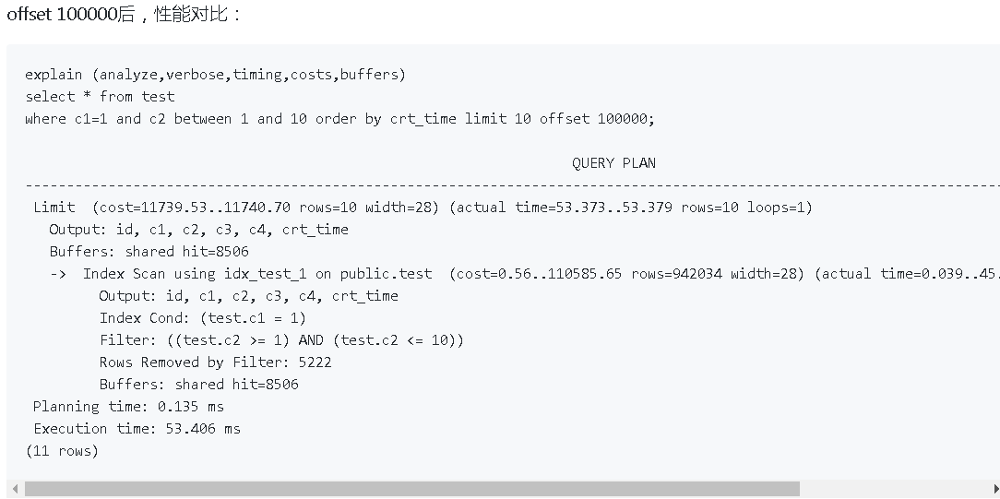 offset 100000后，性能对比：
explain (analyze,verbose,timing,costs,buffers)
select * from test
where c1=1 and c2 between 1 and 10 order by crt_time limit 10 offset 100000;
QUERY PLAN
--------------------------------------------------------------------------------------------------------------------
Limit  (cost=11739.53..11740.70 rows=10 width=28) (actual time=53.373..53.379 rows=10 loops=1)
Output: id, c1, c2, c3, c4, crt_time
Buffers: shared hit=8506
->  Index Scan using idx_test_1 on public.test  (cost=0.56..110585.65 rows=942034 width=28) (actual time=0.039..45.
Output: id, c1, c2, c3, c4, crt_time
Index Cond: (test.c1 = 1)
Filter: ((test.c2 >= 1) AND (test.c2 <= 10))
Rows Removed by Filter: 5222
Buffers: shared hit=8506
Planning time: 0.135 ms
Execution time: 53.406 ms
(11 rows)